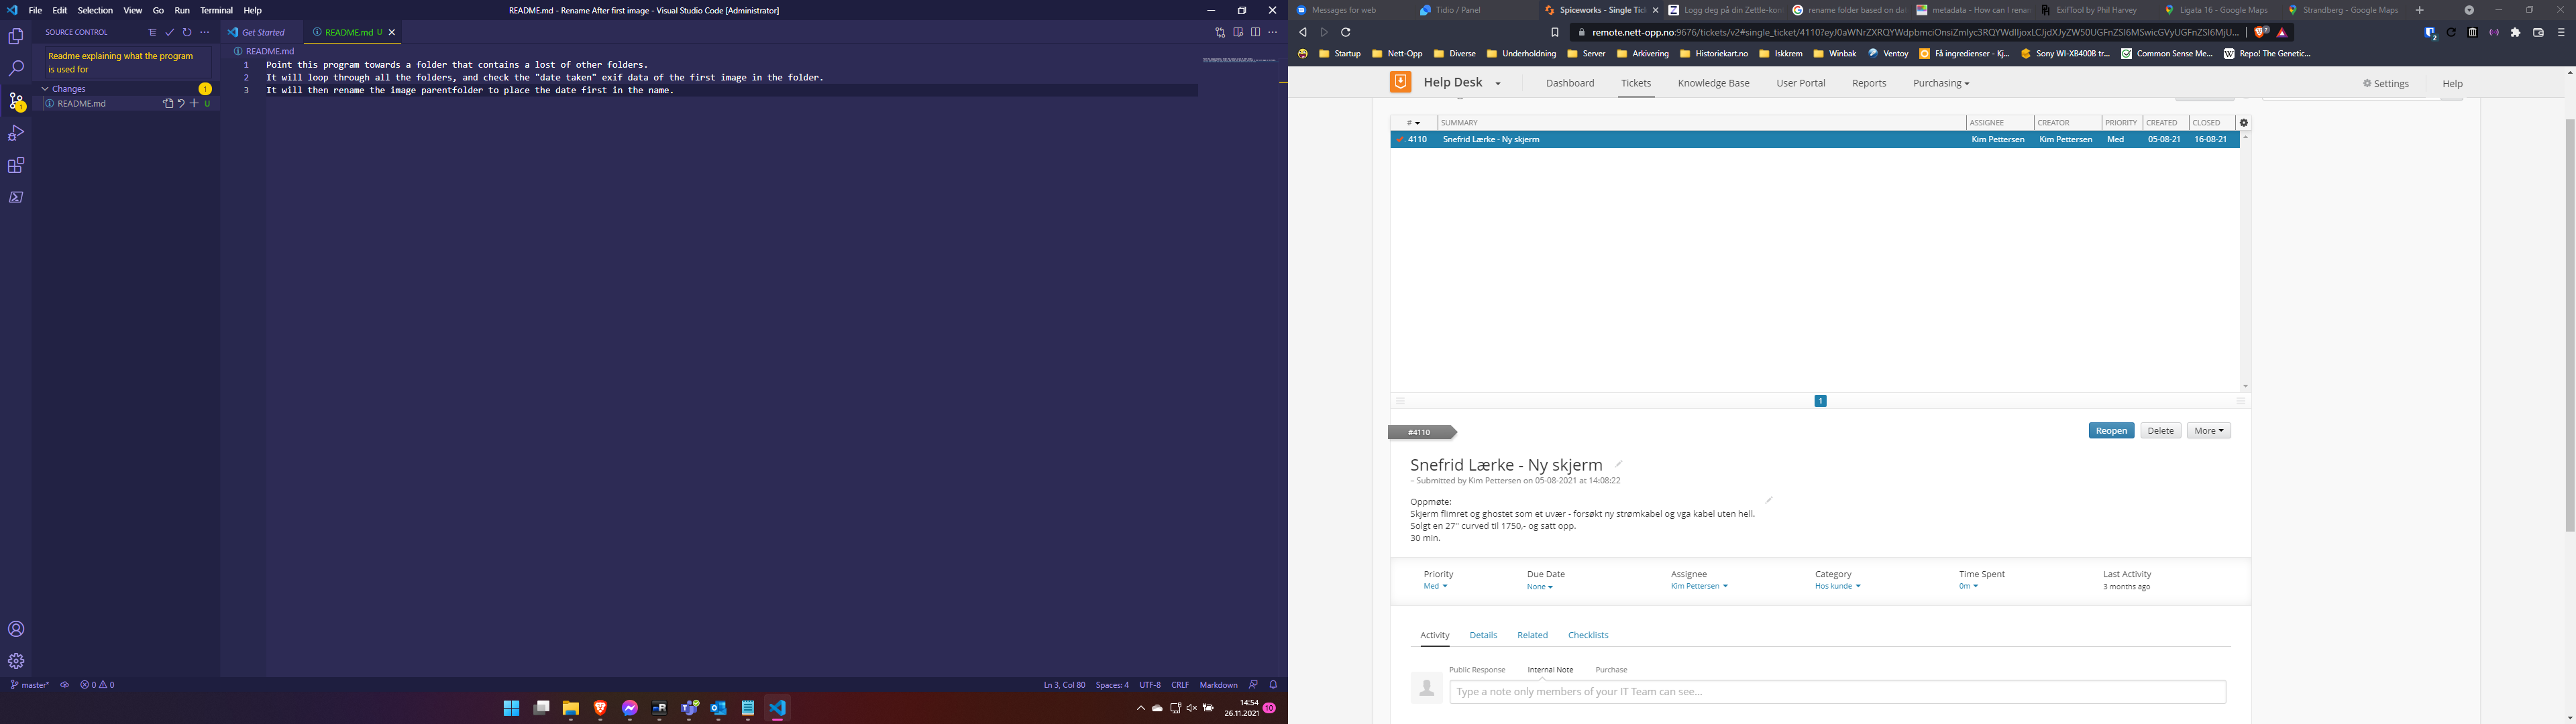 File Edit Selection View Go Run Terminal Help
README.md - Rename After first image - Visual Studio Code [Administrator]
SOURCE CONTROL
Readme explaining what the program
is used for
Changes
1
README.md
U
1
Get Started
README.md U
README.md
1 Point this program towards a folder that contains a lost of other folders.
2 It will loop through all the folders, and check the "date taken" exif data of the first image in the folder.
3 It will then rename the image parentfolder to place the date first in the name.
master*
0 0
Ln 3, Col 80 Spaces: 4 UTF-8 CRLF Markdown
14:54
26.11.2021
10
Messages for web
Tidio / Panel
Spiceworks - Single Tic
Logg deg på din Zettle-kon
rename folder based on da
metadata - How can I renam
ExifTool by Phil Harvey
Ligata 16 - Google Maps
Strandberg - Google Maps
Startup
Nett-Opp
Diverse
Underholdning
Server
Arkivering
Historiekart.no
Iskkrem
Winbak
Ventoy
Få ingredienser - Kj...
Sony WI-XB400B tr...
Common Sense Me...
Repo! The Genetic...
Help Desk
Dashboard
Tickets
Knowledge Base
User Portal
Reports
Purchasing
Settings
Help
# SUMMARY ASSIGNEE CREATOR PRIORITY CREATED CLOSED
4110 Snefrid Lærke - Ny skjerm Kim Pettersen Kim Pettersen Med 05-08-21 16-08-21
1
#4110
Reopen Delete More
Snefrid Lærke - Ny skjerm
– Submitted by Kim Pettersen on 05-08-2021 at 14:08:22
Oppmøte:
Skjerm flimret og ghostet som et uvær - forsøkt ny strømkabel og vga kabel uten hell.
Solgt en 27" curved til 1750,- og satt opp.
30 min.
Priority Due Date Assignee Category Time Spent Last Activity
Med None Kim Pettersen Hos kunde 0m 3 months ago
Activity Details Related Checklists
Public Response Internal Note Purchase
Type a note only members of your IT Team can see...